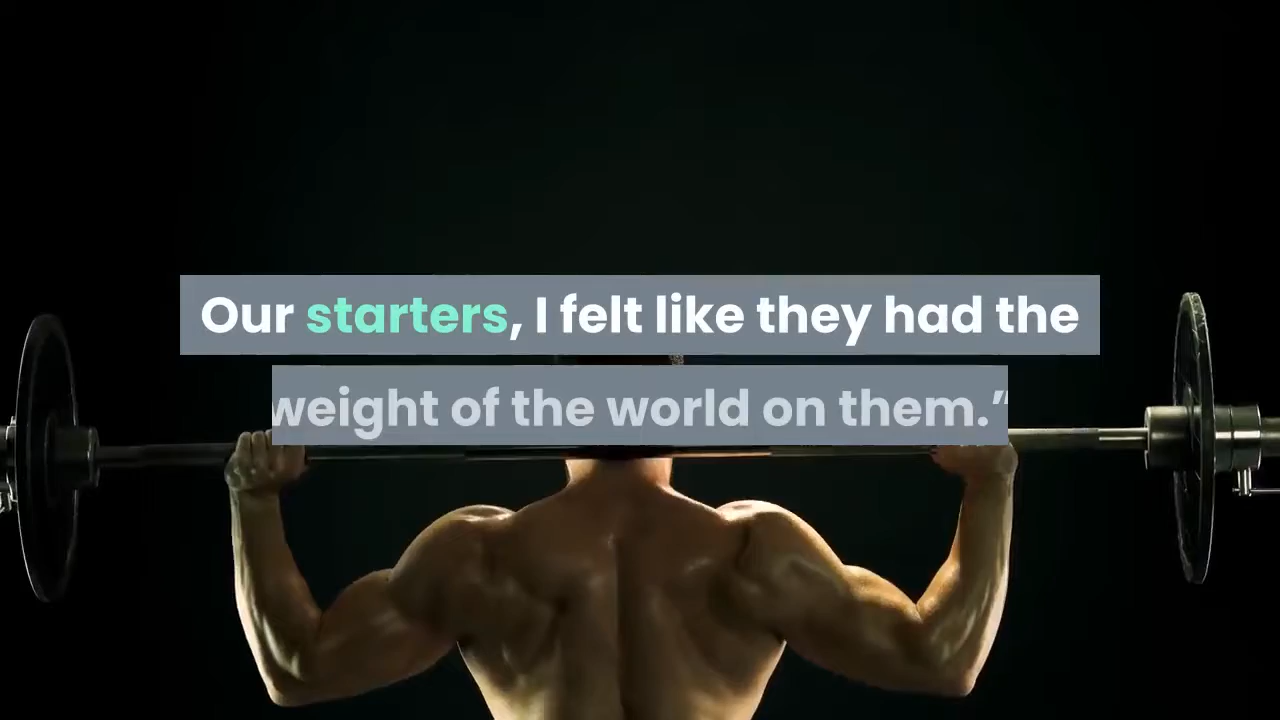 Our starters, I felt like they had the
weight of the world on them.”